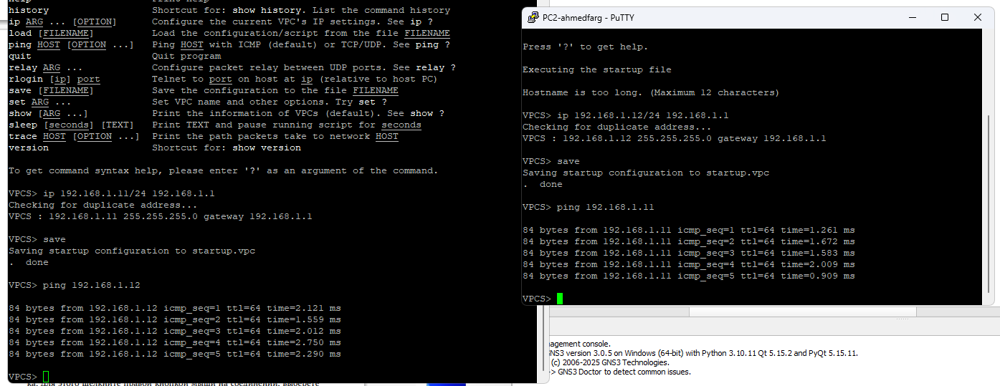 help Print help
history Shortcut for: show history. List the command history
ip ARG ... [OPTION] Configure the current VPC's IP settings. See ip ?
load [FILENAME] Load the configuration/script from the file FILENAME
ping HOST [OPTION ...] Ping HOST with ICMP (default) or TCP/UDP. See ping ?
quit Quit program
relay ARG ... Configure packet relay between UDP ports. See relay ?
rlogin [ip] port Telnet to port on host at ip (relative to host PC)
save [FILENAME] Save the configuration to the file FILENAME
set ARG ... Set VPC name and other options. Try set ?
show [ARG ...] Print the information of VPCs (default). See show ?
sleep [seconds] [TEXT] Print TEXT and pause running script for seconds
trace HOST [OPTION ...] Print the path packets take to network HOST
version Shortcut for: show version
To get command syntax help, please enter '?' as an argument of the command.
VPCS> ip 192.168.1.11/24 192.168.1.1
Checking for duplicate address...
VPCS : 192.168.1.11 255.255.255.0 gateway 192.168.1.1
VPCS> save
Saving startup configuration to startup.vpc
. done
VPCS> ping 192.168.1.12
84 bytes from 192.168.1.12 icmp_seq=1 ttl=64 time=2.121 ms
84 bytes from 192.168.1.12 icmp_seq=2 ttl=64 time=1.559 ms
84 bytes from 192.168.1.12 icmp_seq=3 ttl=64 time=2.012 ms
84 bytes from 192.168.1.12 icmp_seq=4 ttl=64 time=2.750 ms
84 bytes from 192.168.1.12 icmp_seq=5 ttl=64 time=2.290 ms
VPCS>
PC2-ahmedfarg - PuTTY
Press '?' to get help.
Executing the startup file
Hostname is too long. (Maximum 12 characters)
VPCS> ip 192.168.1.12/24 192.168.1.1
Checking for duplicate address...
VPCS : 192.168.1.12 255.255.255.0 gateway 192.168.1.1
VPCS> save
Saving startup configuration to startup.vpc
. done
VPCS> ping 192.168.1.11
84 bytes from 192.168.1.11 icmp_seq=1 ttl=64 time=1.261 ms
84 bytes from 192.168.1.11 icmp_seq=2 ttl=64 time=1.672 ms
84 bytes from 192.168.1.11 icmp_seq=3 ttl=64 time=1.583 ms
84 bytes from 192.168.1.11 icmp_seq=4 ttl=64 time=2.009 ms
84 bytes from 192.168.1.11 icmp_seq=5 ttl=64 time=0.909 ms
VPCS>
agement console.
GNS3 version 3.0.5 on Windows (64-bit) with Python 3.10.11 Qt 5.15.2 and PyQt 5.15.11.
(c) 2006-2025 GNS3 Technologies.
> GNS3 Doctor to detect common issues.
ка. Для этого щелкните правой кнопкой мыши на соединении, выберете